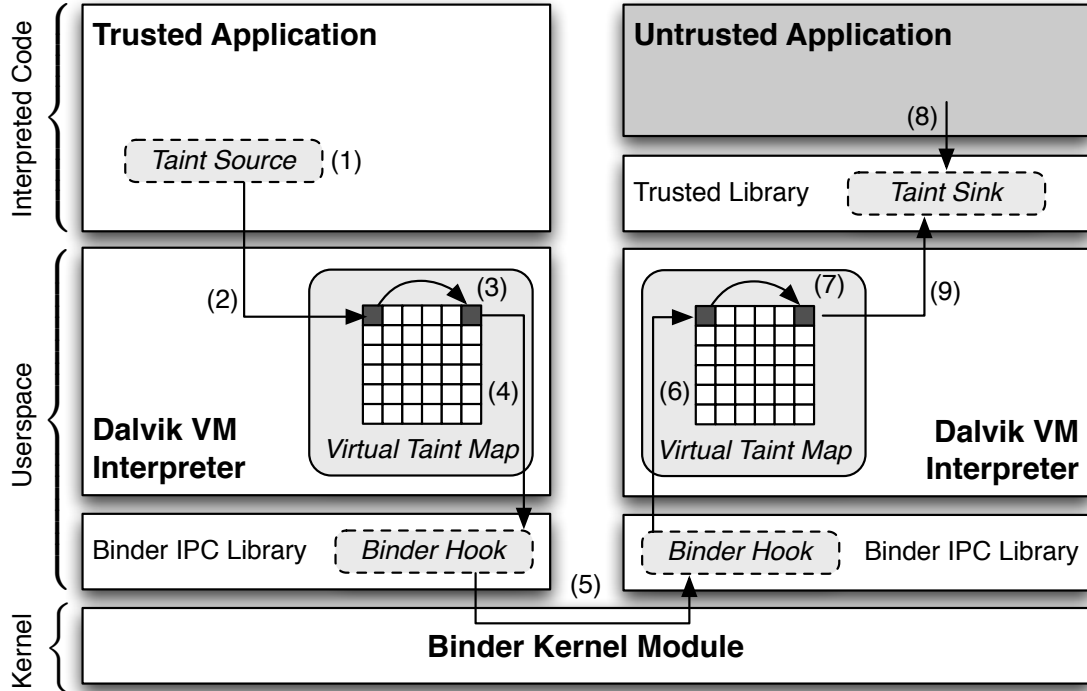 Interpreted Code
Trusted Application
Taint Source
(1)
Untrusted Application
(8)
Trusted Library
Taint Sink
Userspace
(2)
(3)
(4)
Virtual Taint Map
Dalvik VM
Interpreter
(7)
(9)
(6)
Virtual Taint Map
Dalvik VM
Interpreter
Binder IPC Library
Binder Hook
(5)
Binder Hook
Binder IPC Library
Kernel
Binder Kernel Module